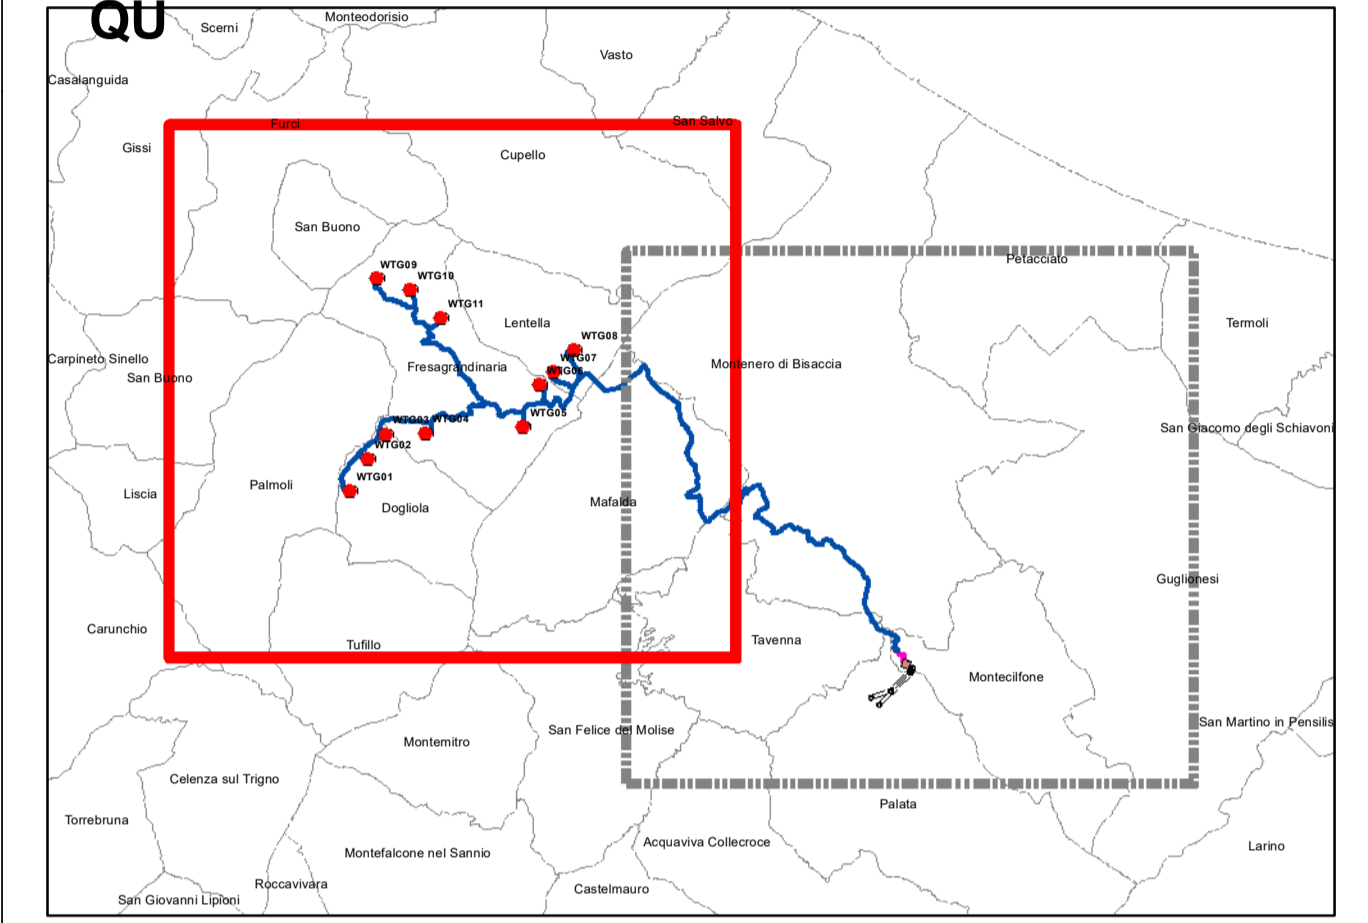 QU
Monteodorisio
Scerni
Vasto
Casalanguida
Furci
San Salvo
Gissi
Cupello
San Buono
Petacciato
WTG09
WTG10
WTG11
Lentella
Termoli
WTG08
WTG07
Carpineto Sinello
Fresagrandinaria
Montenero di Bisaccia
WTG06
San Buono
WTG05
WTG03
WTG04
San Giacomo degli Schiavoni
WTG02
WTG01
Palmoli
Liscia
Mafalda
Dogliola
Guglionesi
Carunchio
Tufillo
Tavenna
Montecilfone
San Martino in Pensilis
San Felice del Molise
Montemitro
Celenza sul Trigno
Palata
Torrebruna
Acquaviva Collecroce
Larino
Montefalcone nel Sannio
Roccavivara
Castelmauro
San Giovanni Lipioni